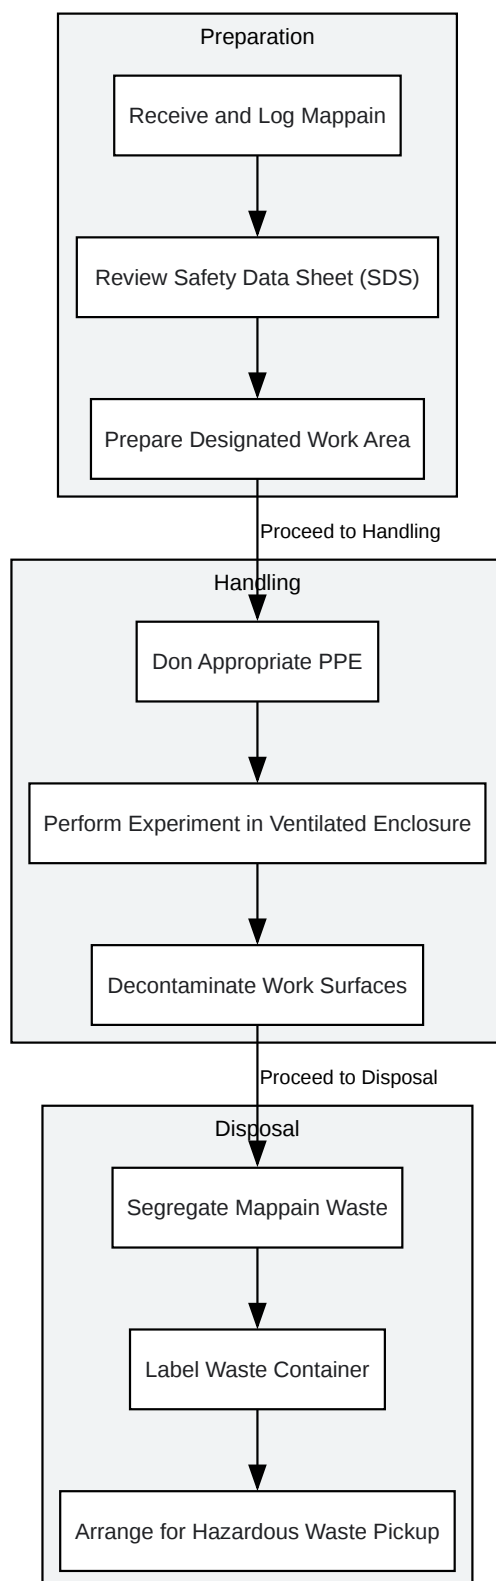 Preparation
Receive and Log Mappain
Review Safety Data Sheet (SDS)
Prepare Designated Work Area
Proceed to Handling
Handling
Don Appropriate PPE
Perform Experiment in Ventilated Enclosure
Decontaminate Work Surfaces
Proceed to Disposal
Disposal
Segregate Mappain Waste
Label Waste Container
Arrange for Hazardous Waste Pickup